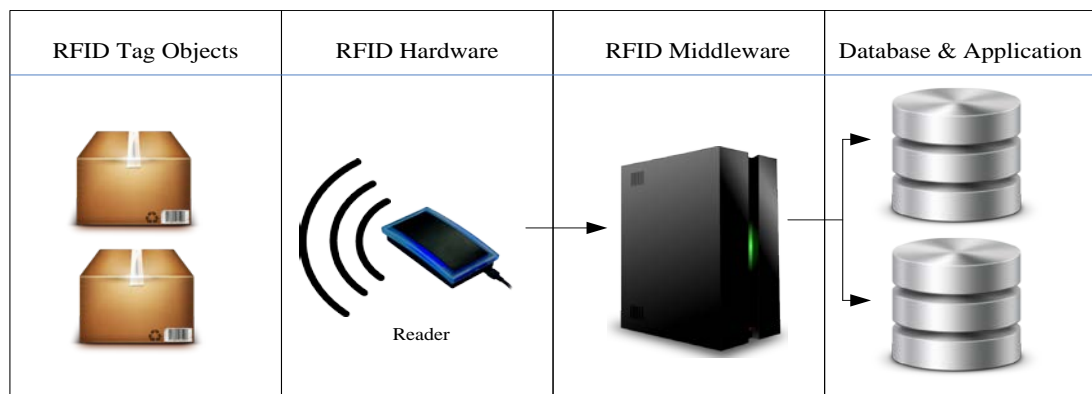 RFID Tag Objects
RFID Hardware
RFID Middleware
Database & Application
Reader